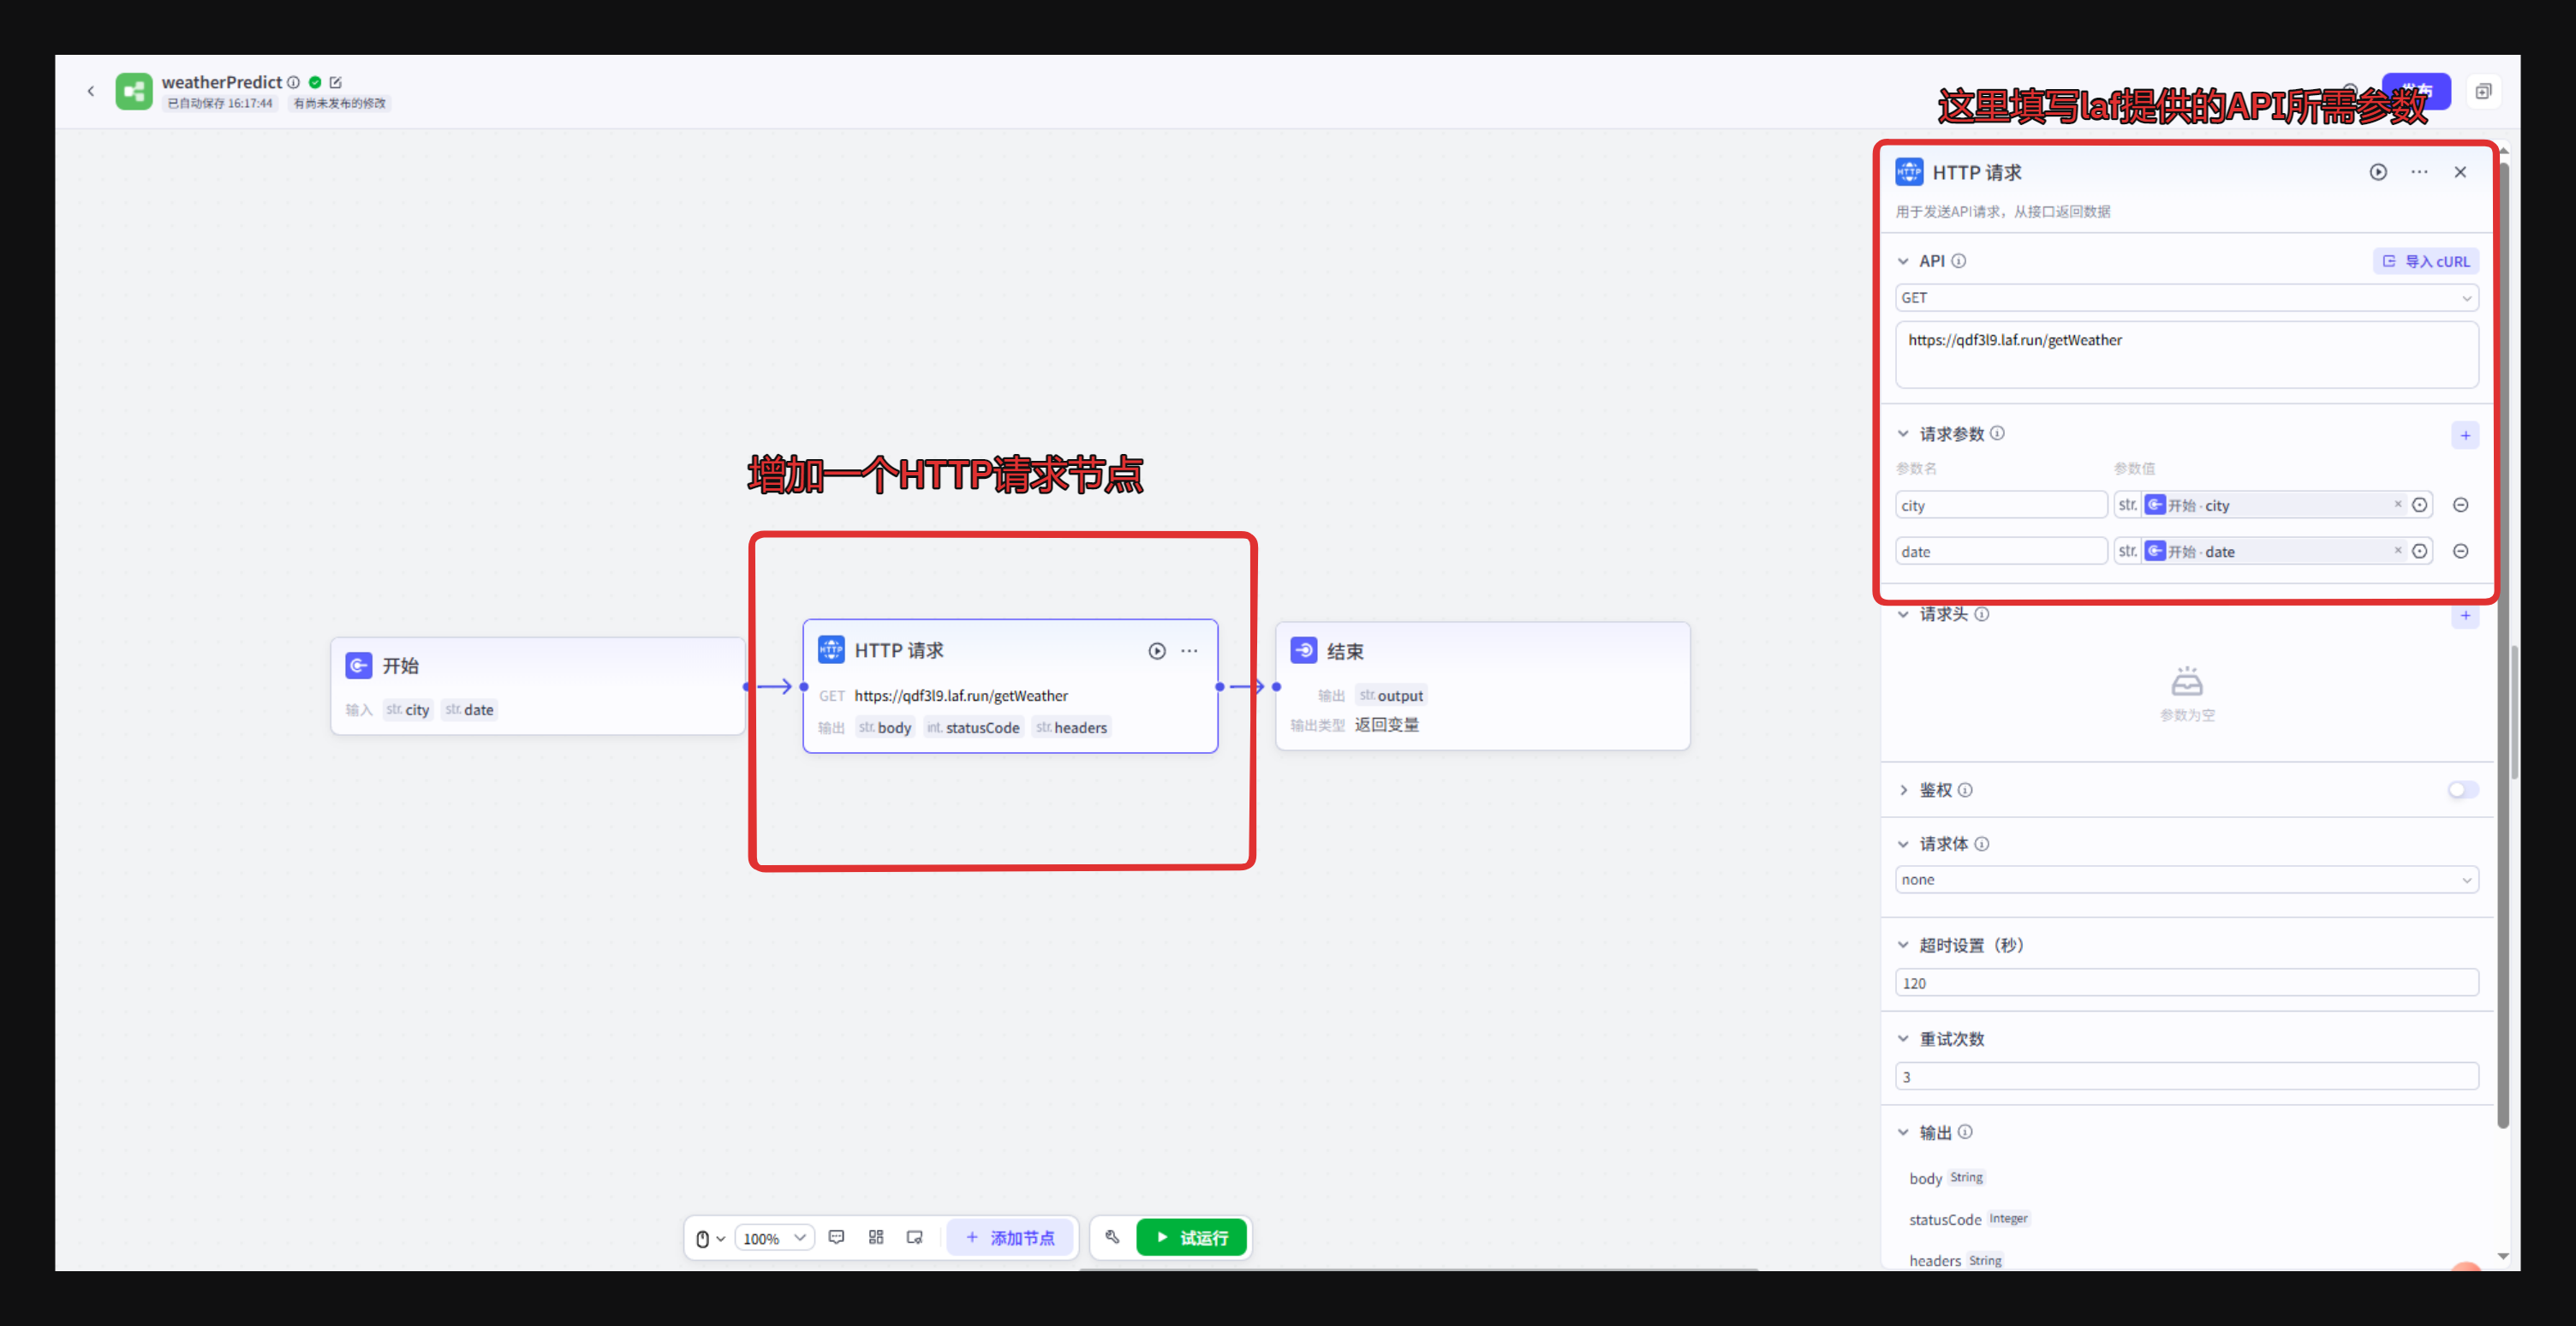 weatherPredict
已自动保存 16:17:44 有尚未发布的修改
这里填写laf提供的API所需参数
增加一个HTTP请求节点
开始
输入 str. city str. date
HTTP 请求
GET https://qdf3l9.laf.run/getWeather
输出 str. body int. statusCode str. headers
结束
输出 str. output
输出类型 返回变量
100% 添加节点 试运行
HTTP 请求
用于发送API请求，从接口返回数据
API 导入 cURL
GET
https://qdf3l9.laf.run/getWeather
请求参数
参数名 参数值
city str. 开始 · city
date str. 开始 · date
请求头
参数为空
鉴权
请求体
none
超时设置（秒）
120
重试次数
3
输出
body String
statusCode Integer
headers String